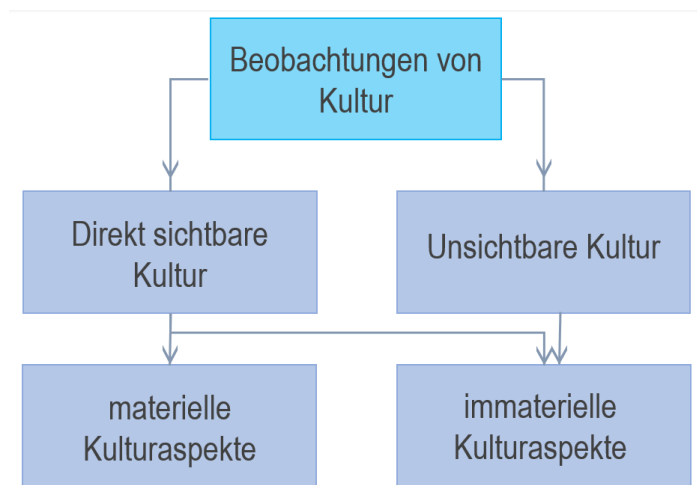 Beobachtungen von
Kultur
Direkt sichtbare
Kultur
Unsichtbare Kultur
materielle
Kulturaspekte
immaterielle
Kulturaspekte